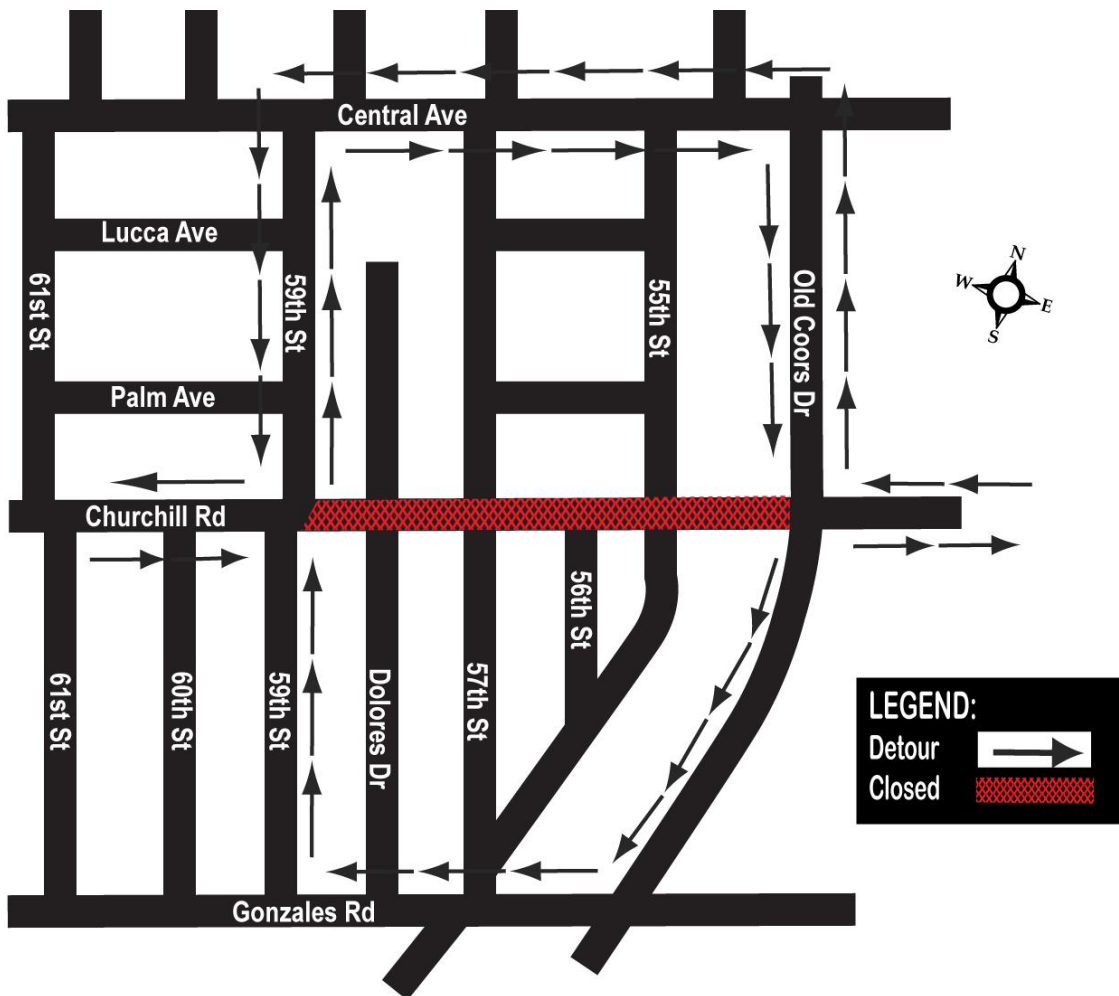 Central Ave
Lucca Ave
61st St
59th St
55th St
Old Coors Dr
N
W
E
S
Palm Ave
Churchill Rd
56th St
61st St
60th St
59th St
Dolores Dr
57th St
LEGEND:
Detour
Closed
Gonzales Rd